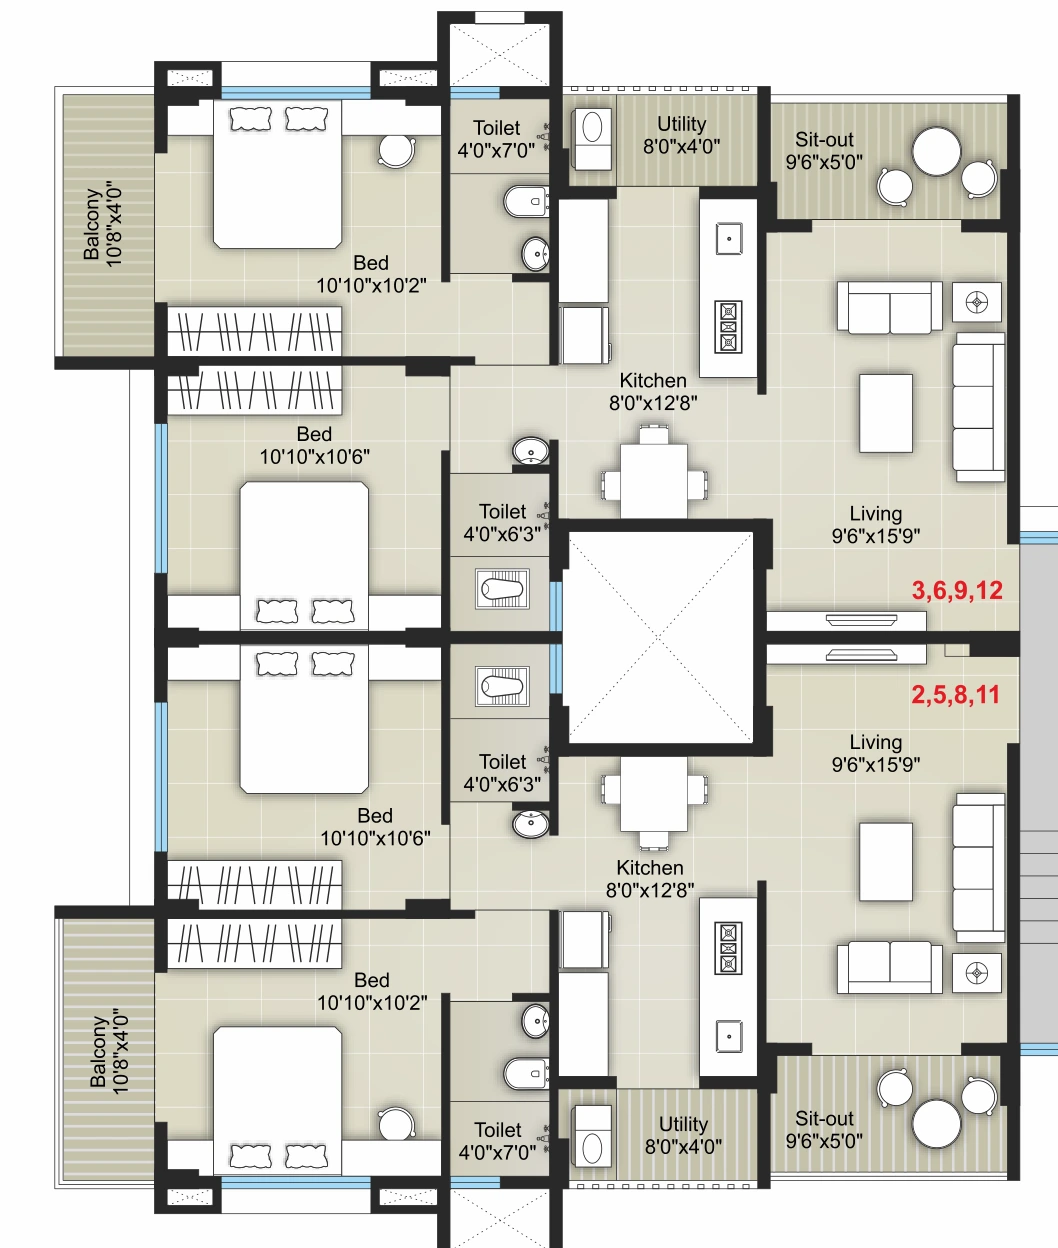 Toilet
4'0"x7'0"
Utility
8'0"x4'0"
Sit-out
9'6"x5'0"
Balcony
10'8"x4'0"
Bed
10'10"x10'2"
Kitchen
8'0"x12'8"
Bed
10'10"x10'6"
Toilet
4'0"x6'3"
Living
9'6"x15'9"
3,6,9,12
2,5,8,11
Living
9'6"x15'9"
Toilet
4'0"x6'3"
Bed
10'10"x10'6"
Kitchen
8'0"x12'8"
Bed
10'10"x10'2"
Balcony
10'8"x4'0"
Toilet
4'0"x7'0"
Utility
8'0"x4'0"
Sit-out
9'6"x5'0"